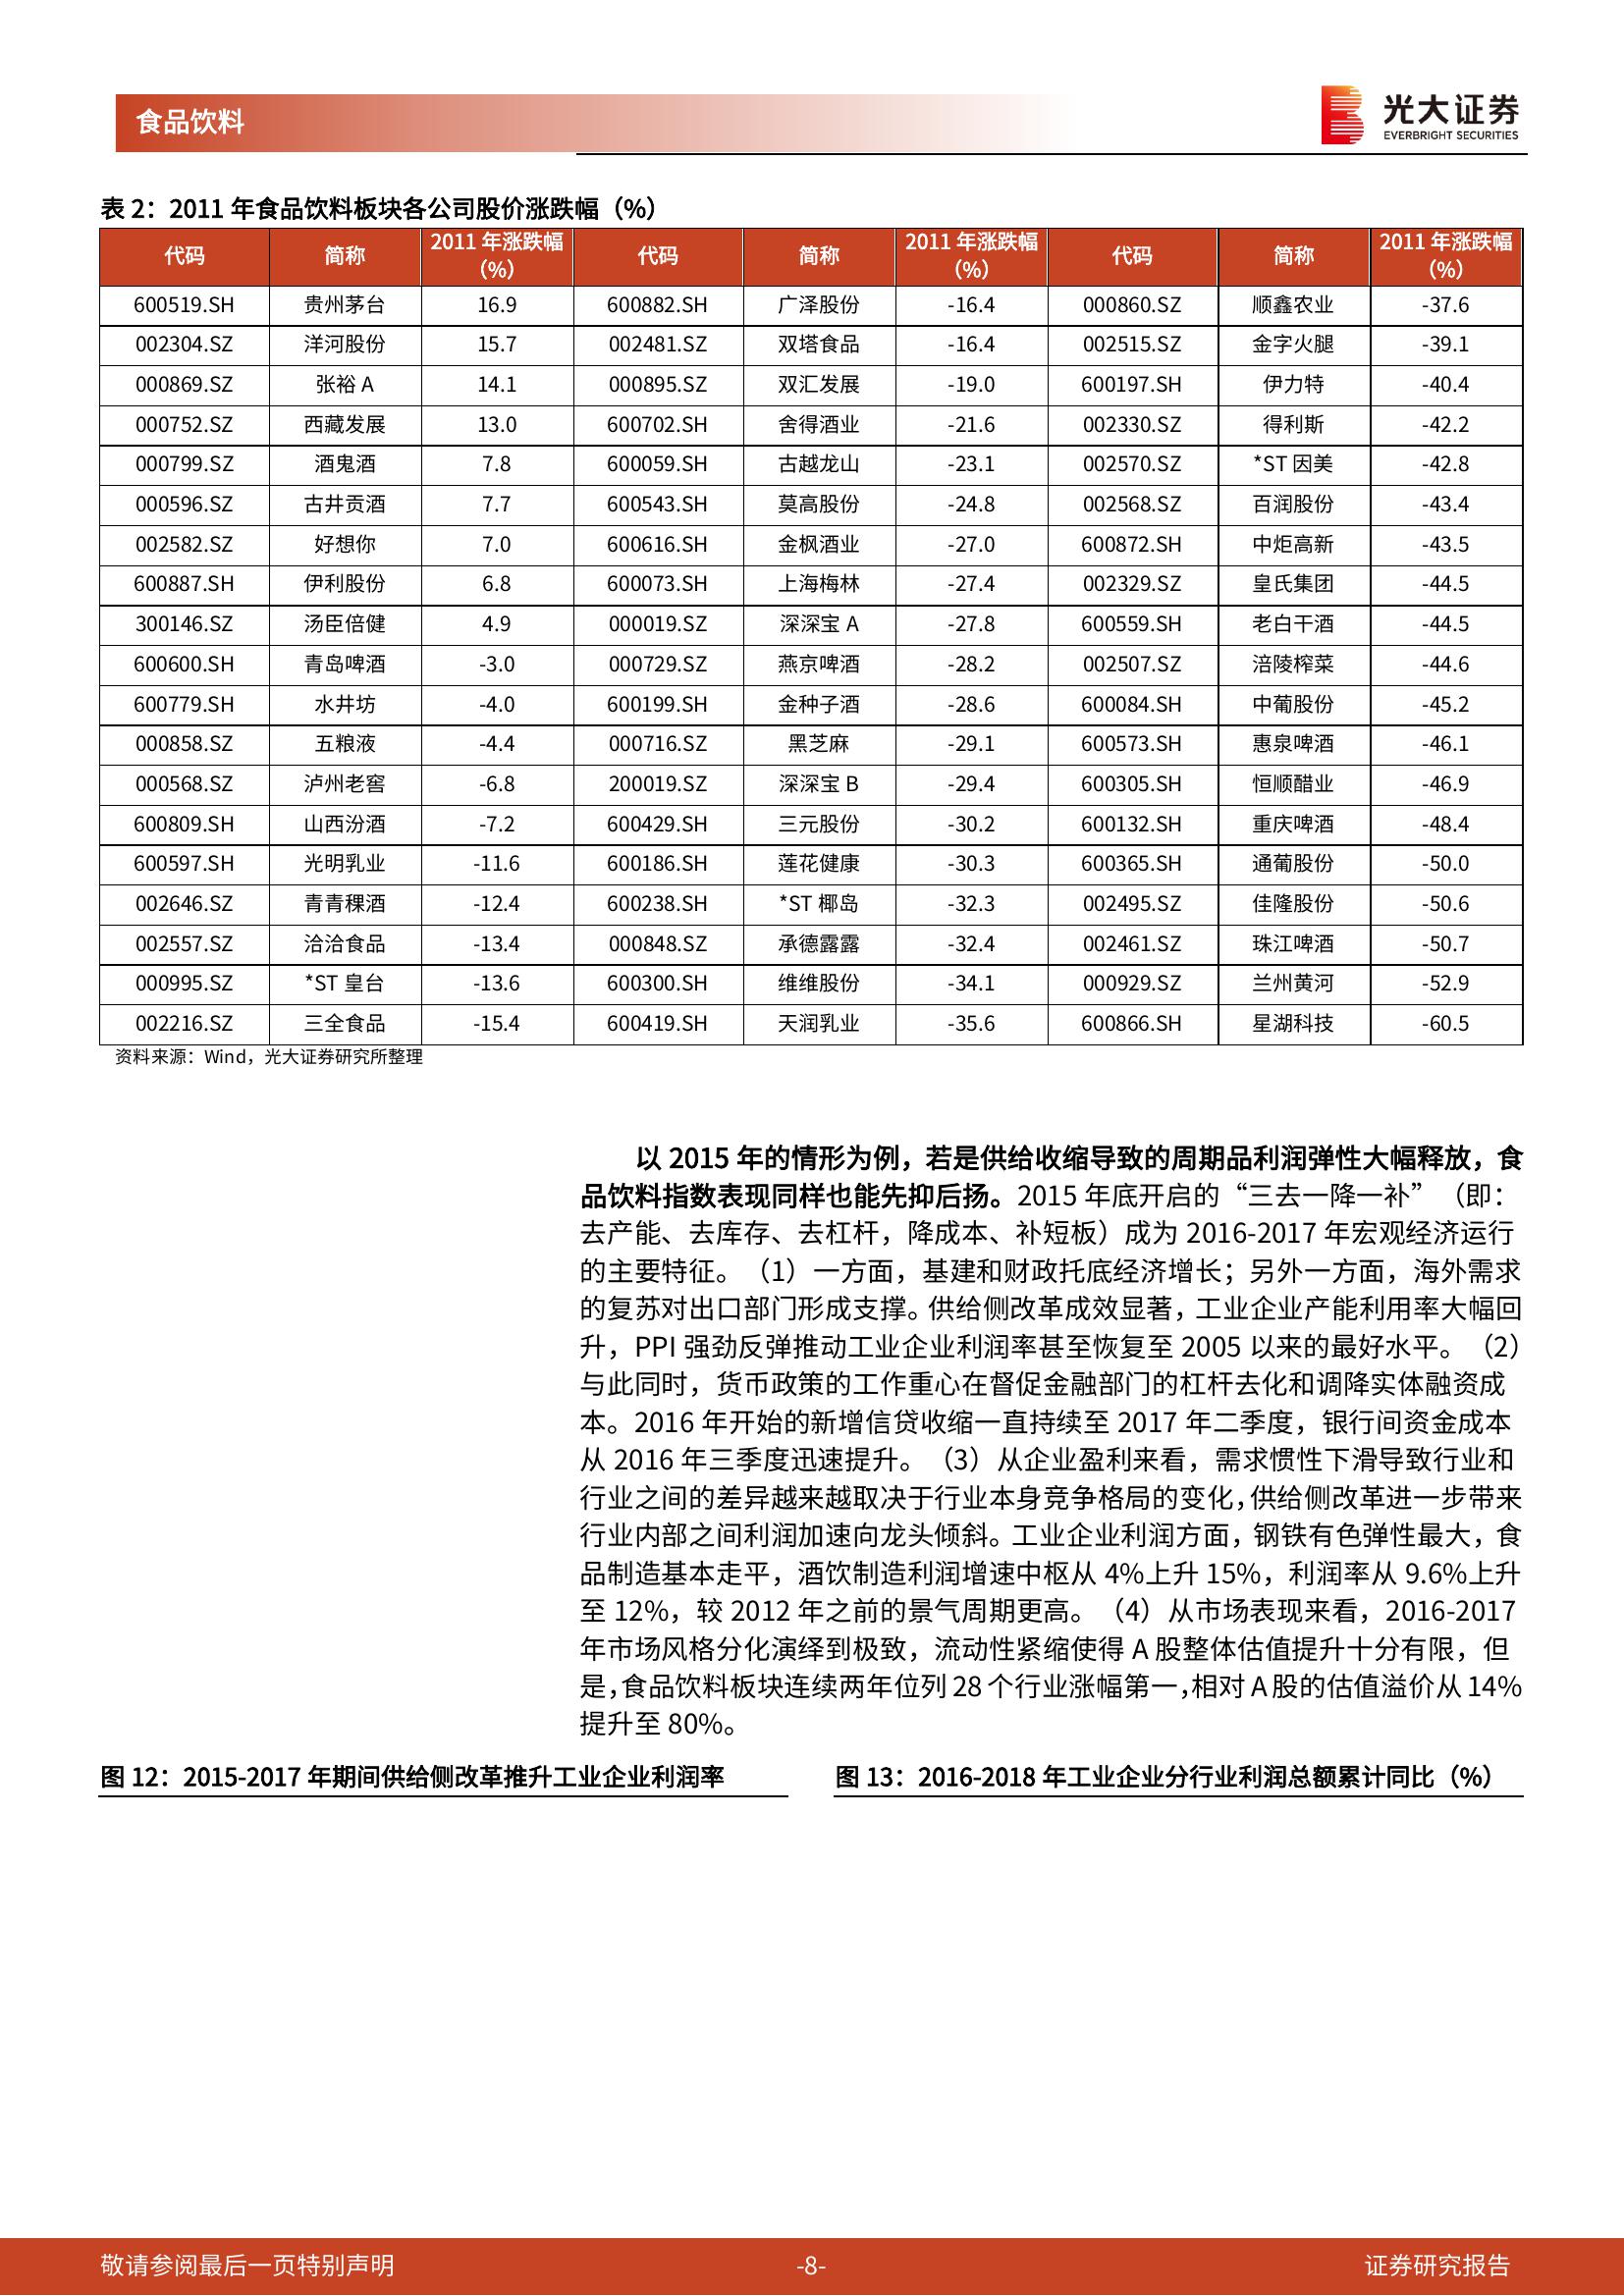 食品饮料
光大证券
EVERBRIGHT SECURITIES
表 2：2011 年食品饮料板块各公司股价涨跌幅（%）
代码 简称 2011 年涨跌幅（%） 代码 简称 2011 年涨跌幅（%） 代码 简称 2011 年涨跌幅（%）
600519.SH 贵州茅台 16.9 600882.SH 广泽股份 -16.4 000860.SZ 顺鑫农业 -37.6
002304.SZ 洋河股份 15.7 002481.SZ 双塔食品 -16.4 002515.SZ 金字火腿 -39.1
000869.SZ 张裕 A 14.1 000895.SZ 双汇发展 -19.0 600197.SH 伊力特 -40.4
000752.SZ 西藏发展 13.0 600702.SH 舍得酒业 -21.6 002330.SZ 得利斯 -42.2
000799.SZ 酒鬼酒 7.8 600059.SH 古越龙山 -23.1 002570.SZ *ST 因美 -42.8
000596.SZ 古井贡酒 7.7 600543.SH 莫高股份 -24.8 002568.SZ 百润股份 -43.4
002582.SZ 好想你 7.0 600616.SH 金枫酒业 -27.0 600872.SH 中炬高新 -43.5
600887.SH 伊利股份 6.8 600073.SH 上海梅林 -27.4 002329.SZ 皇氏集团 -44.5
300146.SZ 汤臣倍健 4.9 000019.SZ 深深宝 A -27.8 600559.SH 老白干酒 -44.5
600600.SH 青岛啤酒 -3.0 000729.SZ 燕京啤酒 -28.2 002507.SZ 涪陵榨菜 -44.6
600779.SH 水井坊 -4.0 600199.SH 金种子酒 -28.6 600084.SH 中葡股份 -45.2
000858.SZ 五粮液 -4.4 000716.SZ 黑芝麻 -29.1 600573.SH 惠泉啤酒 -46.1
000568.SZ 泸州老窖 -6.8 200019.SZ 深深宝 B -29.4 600305.SH 恒顺醋业 -46.9
600809.SH 山西汾酒 -7.2 600429.SH 三元股份 -30.2 600132.SH 重庆啤酒 -48.4
600597.SH 光明乳业 -11.6 600186.SH 莲花健康 -30.3 600365.SH 通葡股份 -50.0
002646.SZ 青青稞酒 -12.4 600238.SH *ST 椰岛 -32.3 002495.SZ 佳隆股份 -50.6
002557.SZ 洽洽食品 -13.4 000848.SZ 承德露露 -32.4 002461.SZ 珠江啤酒 -50.7
000995.SZ *ST 皇台 -13.6 600300.SH 维维股份 -34.1 000929.SZ 兰州黄河 -52.9
002216.SZ 三全食品 -15.4 600419.SH 天润乳业 -35.6 600866.SH 星湖科技 -60.5
资料来源：Wind，光大证券研究所整理
以 2015 年的情形为例，若是供给收缩导致的周期品利润弹性大幅释放，食
品饮料指数表现同样也能先抑后扬。2015 年底开启的“三去一降一补”（即：
去产能、去库存、去杠杆，降成本、补短板）成为 2016-2017 年宏观经济运行
的主要特征。（1）一方面，基建和财政托底经济增长；另外一方面，海外需求
的复苏对出口部门形成支撑。供给侧改革成效显著，工业企业产能利用率大幅回
升，PPI 强劲反弹推动工业企业利润率甚至恢复至 2005 以来的最好水平。（2）
与此同时，货币政策的工作重心在督促金融部门的杠杆去化和调降实体融资成
本。2016 年开始的新增信贷收缩一直持续至 2017 年二季度，银行间资金成本
从 2016 年三季度迅速提升。（3）从企业盈利来看，需求惯性下滑导致行业和
行业之间的差异越来越取决于行业本身竞争格局的变化，供给侧改革进一步带来
行业内部之间利润加速向龙头倾斜。工业企业利润方面，钢铁有色弹性最大，食
品制造基本走平，酒饮制造利润增速中枢从 4%上升 15%，利润率从 9.6%上升
至 12%，较 2012 年之前的景气周期更高。（4）从市场表现来看，2016-2017
年市场风格分化演绎到极致，流动性紧缩使得 A 股整体估值提升十分有限，但
是，食品饮料板块连续两年位列 28 个行业涨幅第一，相对 A 股的估值溢价从 14%
提升至 80%。
图 12：2015-2017 年期间供给侧改革推升工业企业利润率
图 13：2016-2018 年工业企业分行业利润总额累计同比（%）
敬请参阅最后一页特别声明 -8- 证券研究报告